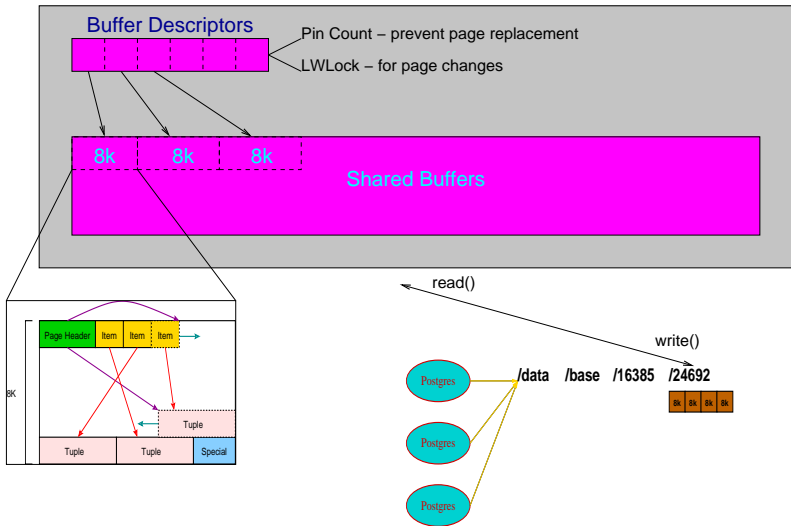 Buffer Descriptors
Pin Count – prevent page replacement
LWLock – for page changes
8k 8k 8k
Shared Buffers
read()
write()
/data /base /16385 /24692
8k 8k 8k 8k
Postgres
Postgres
Postgres
8K
Page Header Item Item Item
Tuple
Tuple Tuple Special